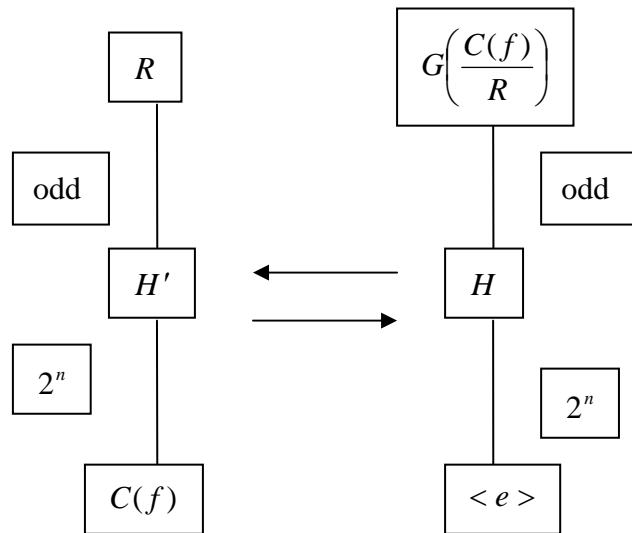 R
G(C(f)/R)
odd
odd
H'
H
2^n
2^n
C(f)
< e >